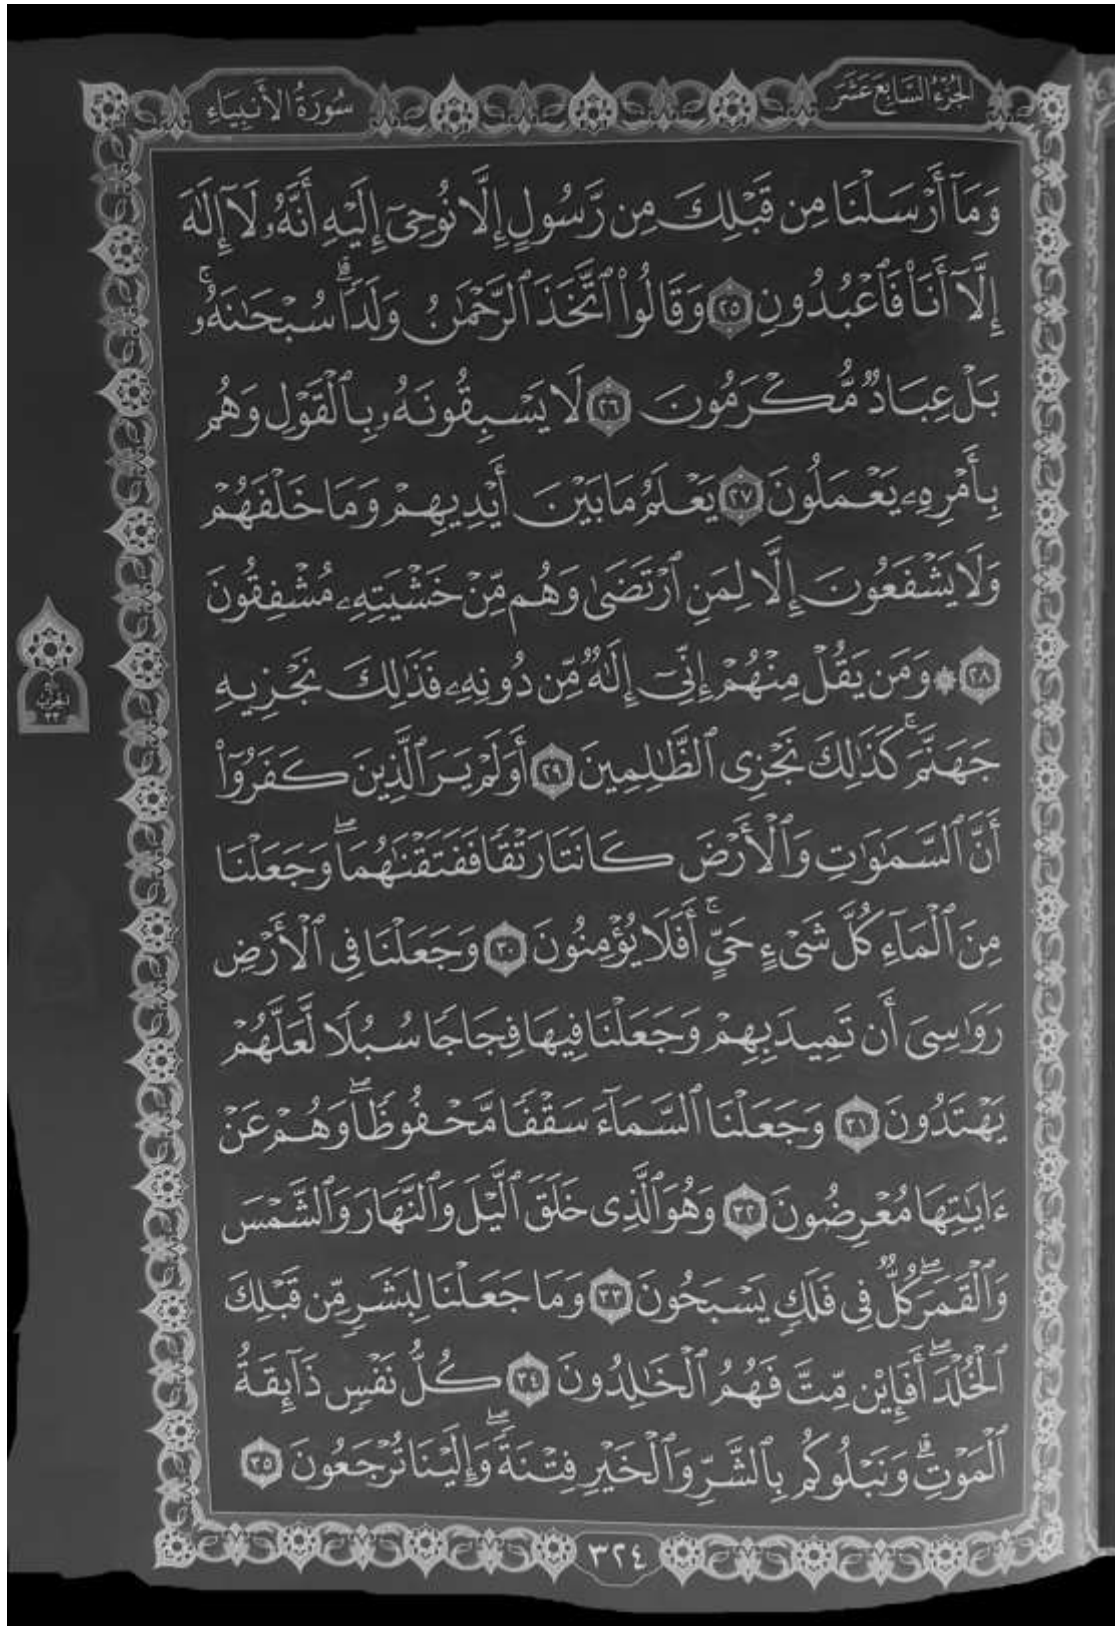 الجزء السابع عشر
سورة الأنبياء
وَمَآ أَرْسَلْنَا مِن قَبْلِكَ مِن رَّسُولٍ إِلَّا نُوحِىٓ إِلَيْهِ أَنَّهُۥ لَآ إِلَٰهَ
إِلَّآ أَنَا۠ فَٱعْبُدُونِ ٢٥ وَقَالُوا۟ ٱتَّخَذَ ٱلرَّحْمَٰنُ وَلَدًا ۗ سُبْحَٰنَهُۥ ۚ
بَلْ عِبَادٌ مُّكْرَمُونَ ٢٦ لَا يَسْبِقُونَهُۥ بِٱلْقَوْلِ وَهُم
بِأَمْرِهِۦ يَعْمَلُونَ ٢٧ يَعْلَمُ مَا بَيْنَ أَيْدِيهِمْ وَمَا خَلْفَهُمْ
وَلَا يَشْفَعُونَ إِلَّا لِمَنِ ٱرْتَضَىٰ وَهُم مِّنْ خَشْيَتِهِۦ مُشْفِقُونَ
٢٨ ۞ وَمَن يَقُلْ مِنْهُمْ إِنِّىٓ إِلَٰهٌ مِّن دُونِهِۦ فَذَٰلِكَ نَجْزِيهِ
جَهَنَّمَ ۚ كَذَٰلِكَ نَجْزِى ٱلظَّٰلِمِينَ ٢٩ أَوَلَمْ يَرَ ٱلَّذِينَ كَفَرُوٓا۟
أَنَّ ٱلسَّمَٰوَٰتِ وَٱلْأَرْضَ كَانَتَا رَتْقًا فَفَتَقْنَٰهُمَا ۖ وَجَعَلْنَا
مِنَ ٱلْمَآءِ كُلَّ شَىْءٍ حَىٍّ ۚ أَفَلَا يُؤْمِنُونَ ٣٠ وَجَعَلْنَا فِى ٱلْأَرْضِ
رَوَٰسِىَ أَن تَمِيدَ بِهِمْ وَجَعَلْنَا فِيهَا فِجَاجًا سُبُلًا لَّعَلَّهُمْ
يَهْتَدُونَ ٣١ وَجَعَلْنَا ٱلسَّمَآءَ سَقْفًا مَّحْفُوظًا ۖ وَهُمْ عَنْ
ءَايَٰتِهَا مُعْرِضُونَ ٣٢ وَهُوَ ٱلَّذِى خَلَقَ ٱلَّيْلَ وَٱلنَّهَارَ وَٱلشَّمْسَ
وَٱلْقَمَرَ ۖ كُلٌّ فِى فَلَكٍ يَسْبَحُونَ ٣٣ وَمَا جَعَلْنَا لِبَشَرٍ مِّن قَبْلِكَ
ٱلْخُلْدَ ۖ أَفَإِي۟ن مِّتَّ فَهُمُ ٱلْخَٰلِدُونَ ٣٤ كُلُّ نَفْسٍ ذَآئِقَةُ
ٱلْمَوْتِ ۗ وَنَبْلُوكُم بِٱلشَّرِّ وَٱلْخَيْرِ فِتْنَةً ۖ وَإِلَيْنَا تُرْجَعُونَ ٣٥
الحزب
٣٣
٣٢٤